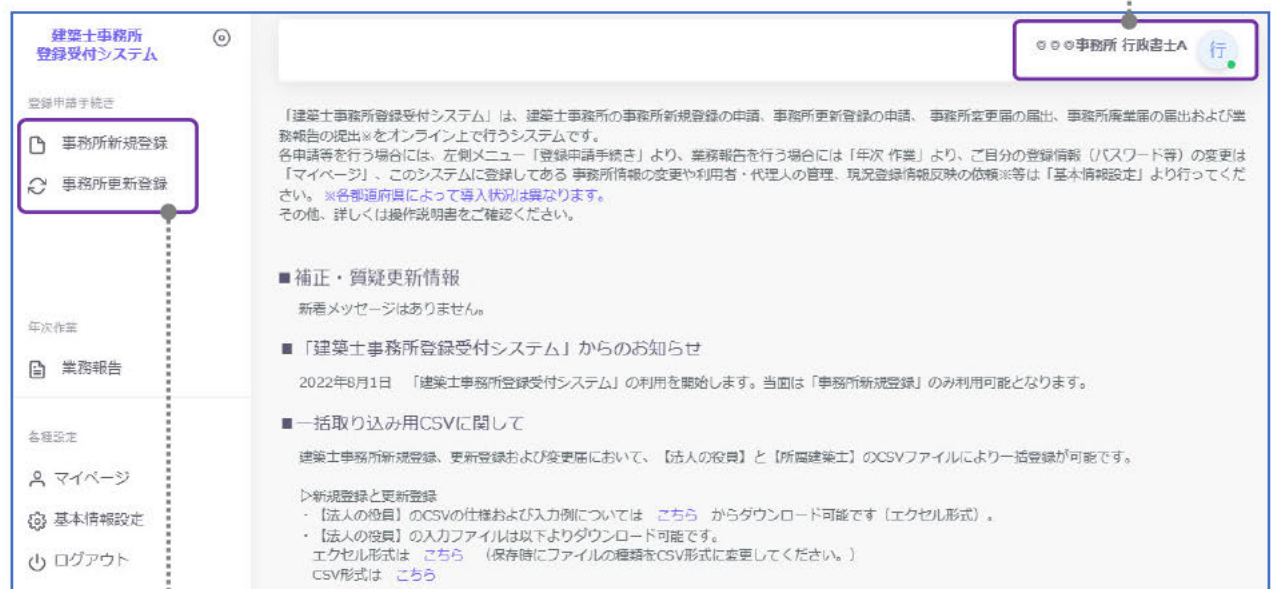 建築士事務所
登録受付システム
◎◎◎事務所 行政書士A
行
登録申請手続き
事務所新規登録
事務所更新登録
年次作業
業務報告
各種設定
マイページ
基本情報設定
ログアウト
「建築士事務所登録受付システム」は、建築士事務所の事務所新規登録の申請、事務所更新登録の申請、 事務所変更届の届出、事務所廃業届の届出および業
務報告の提出※をオンライン上で行うシステムです。
各申請等を行う場合には、左側メニュー「登録申請手続き」より、業務報告を行う場合には「年次 作業」より、ご自分の登録情報（パスワード等）の変更は
「マイページ」、このシステムに登録してある 事務所情報の変更や利用者・代理人の管理、現況登録情報反映の依頼※等は「基本情報設定」より行ってくだ
さい。 ※各都道府県によって導入状況は異なります。
その他、詳しくは操作説明書をご確認ください。
■補正・質疑更新情報
新着メッセージはありません。
■「建築士事務所登録受付システム」からのお知らせ
2022年8月1日 「建築士事務所登録受付システム」の利用を開始します。当面は「事務所新規登録」のみ利用可能となります。
■一括取り込み用CSVに関して
建築士事務所新規登録、更新登録および変更届において、【法人の役員】と【所属建築士】のCSVファイルにより一括登録が可能です。
▷新規登録と更新登録
・【法人の役員】のCSVの仕様および入力例については こちら からダウンロード可能です（エクセル形式）。
・【法人の役員】の入力ファイルは以下よりダウンロード可能です。
エクセル形式は こちら （保存時にファイルの種類をCSV形式に変更してください。）
CSV形式は こちら